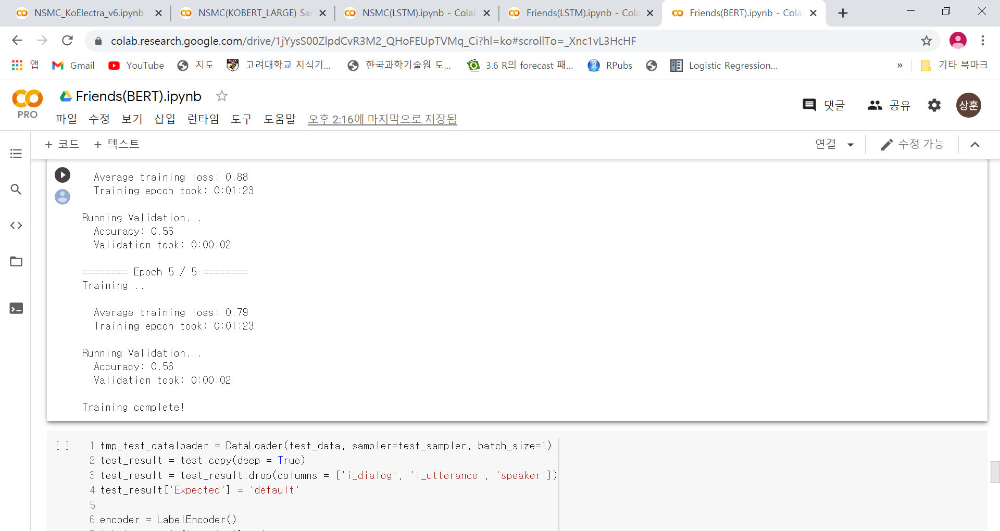 NSMC_KoElectra_v6.ipynb
NSMC(KOBERT_LARGE) Sa
NSMC(LSTM).ipynb - Colab
Friends(LSTM).ipynb - Cola
Friends(BERT).ipynb - Cola
colab.research.google.com/drive/1jYysS00ZlpdCvR3M2_QHoFEUpTVMq_Ci?hl=ko#scrollTo=_Xnc1vL3HcHF
앱 Gmail YouTube 지도 고려대학교 지식기... 한국과학기술원 도... 3.6 R의 forecast 패... RPubs Logistic Regression... » 기타 북마크
Friends(BERT).ipynb
PRO
댓글 공유 상훈
파일 수정 보기 삽입 런타임 도구 도움말 오후 2:16에 마지막으로 저장됨
+ 코드 + 텍스트 연결 수정 가능
Average training loss: 0.88
Training epcoh took: 0:01:23
Running Validation...
Accuracy: 0.56
Validation took: 0:00:02
======== Epoch 5 / 5 ========
Training...
Average training loss: 0.79
Training epcoh took: 0:01:23
Running Validation...
Accuracy: 0.56
Validation took: 0:00:02
Training complete!
[ ] 1 tmp_test_dataloader = DataLoader(test_data, sampler=test_sampler, batch_size=1)
2 test_result = test.copy(deep = True)
3 test_result = test_result.drop(columns = ['i_dialog', 'i_utterance', 'speaker'])
4 test_result['Expected'] = 'default'
5
6 encoder = LabelEncoder()